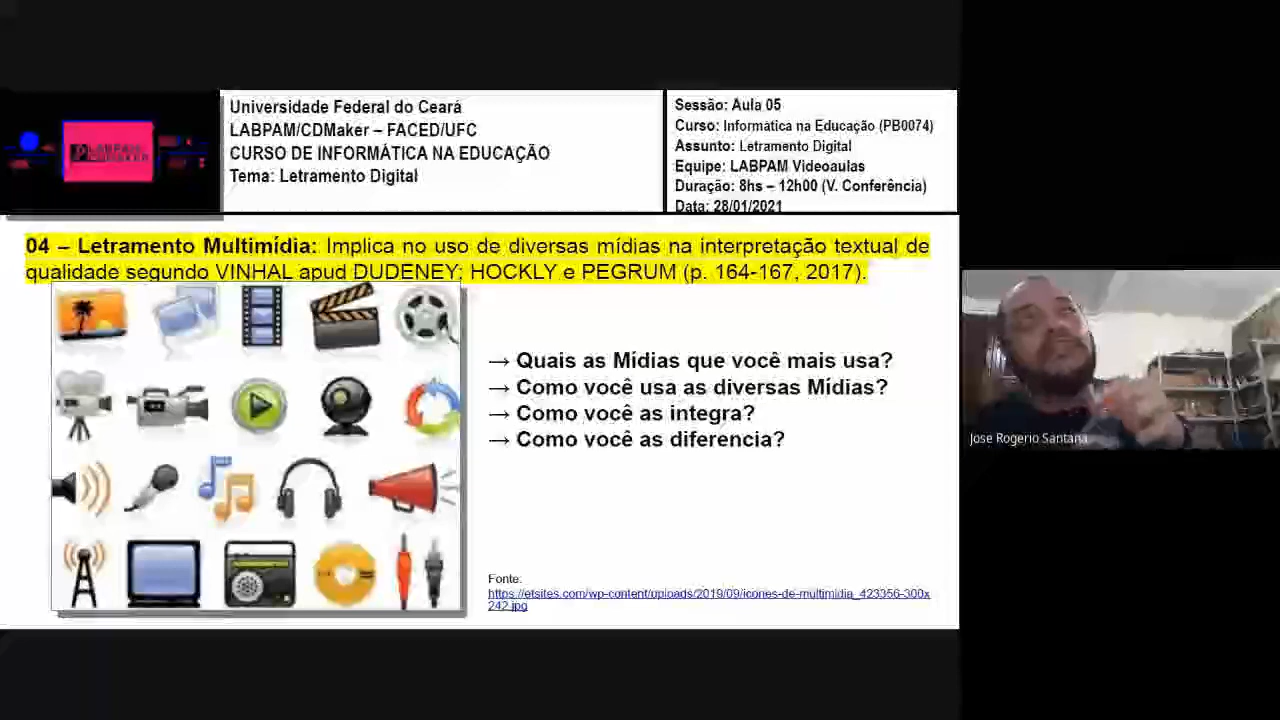 LABPAM
CDMAKER
Universidade Federal do Ceará
LABPAM/CDMaker – FACED/UFC
CURSO DE INFORMÁTICA NA EDUCAÇÃO
Tema: Letramento Digital
Sessão: Aula 05
Curso: Informática na Educação (PB0074)
Assunto: Letramento Digital
Equipe: LABPAM Videoaulas
Duração: 8hs – 12h00 (V. Conferência)
Data: 28/01/2021
04 – Letramento Multimídia: Implica no uso de diversas mídias na interpretação textual de
qualidade segundo VINHAL apud DUDENEY; HOCKLY e PEGRUM (p. 164-167, 2017).
→ Quais as Mídias que você mais usa?
→ Como você usa as diversas Mídias?
→ Como você as integra?
→ Como você as diferencia?
Fonte:
https://etsites.com/wp-content/uploads/2019/09/icones-de-multimidia_423356-300x
242.jpg
Jose Rogerio Santana